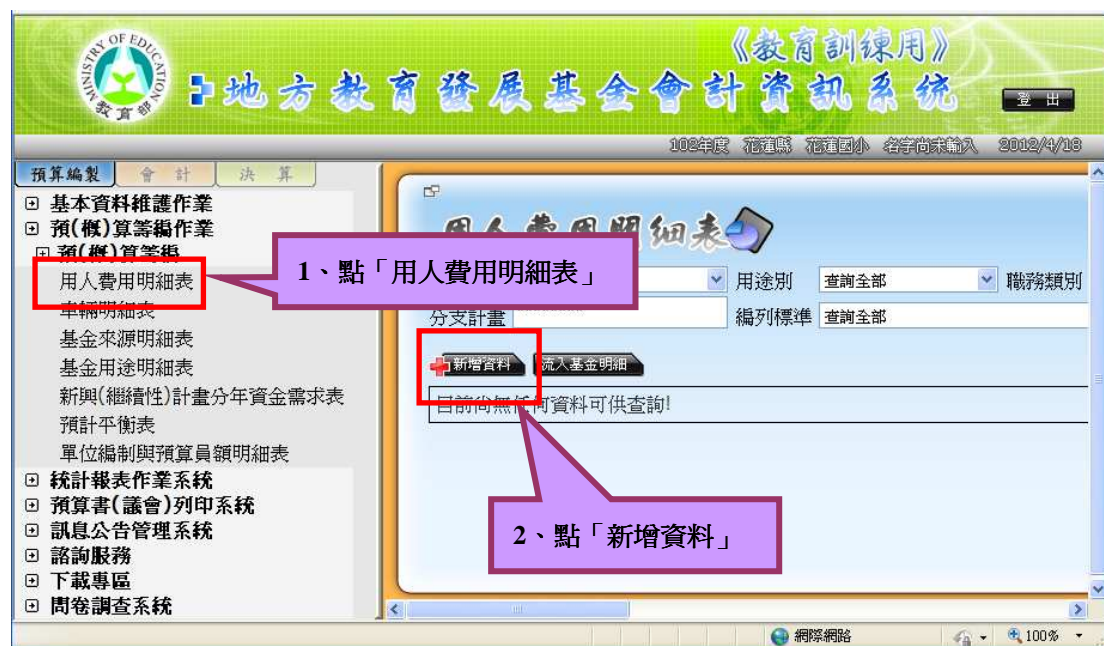 MINISTRY OF EDUCATION
教育部
《教育訓練用》
地方教育發展基金會計資訊系統
登出
102年度 花蓮縣 花蓮國小 名字尚未輸入 2012/4/18
預算編製 會計 決算
基本資料維護作業
預(概)算籌編作業
預(概)算籌編
用人費用明細表
車輛明細表
基金來源明細表
基金用途明細表
新興(繼續性)計畫分年資金需求表
預計平衡表
單位編制與預算員額明細表
統計報表作業系統
預算書(議會)列印系統
訊息公告管理系統
諮詢服務
下載專區
問卷調查系統
用人費用明細表
1、點「用人費用明細表」
用途別 查詢全部 職務類別
分支計畫 編列標準 查詢全部
新增資料 流入基金明細
目前尚無任何資料可供查詢!
2、點「新增資料」
網際網路 100%